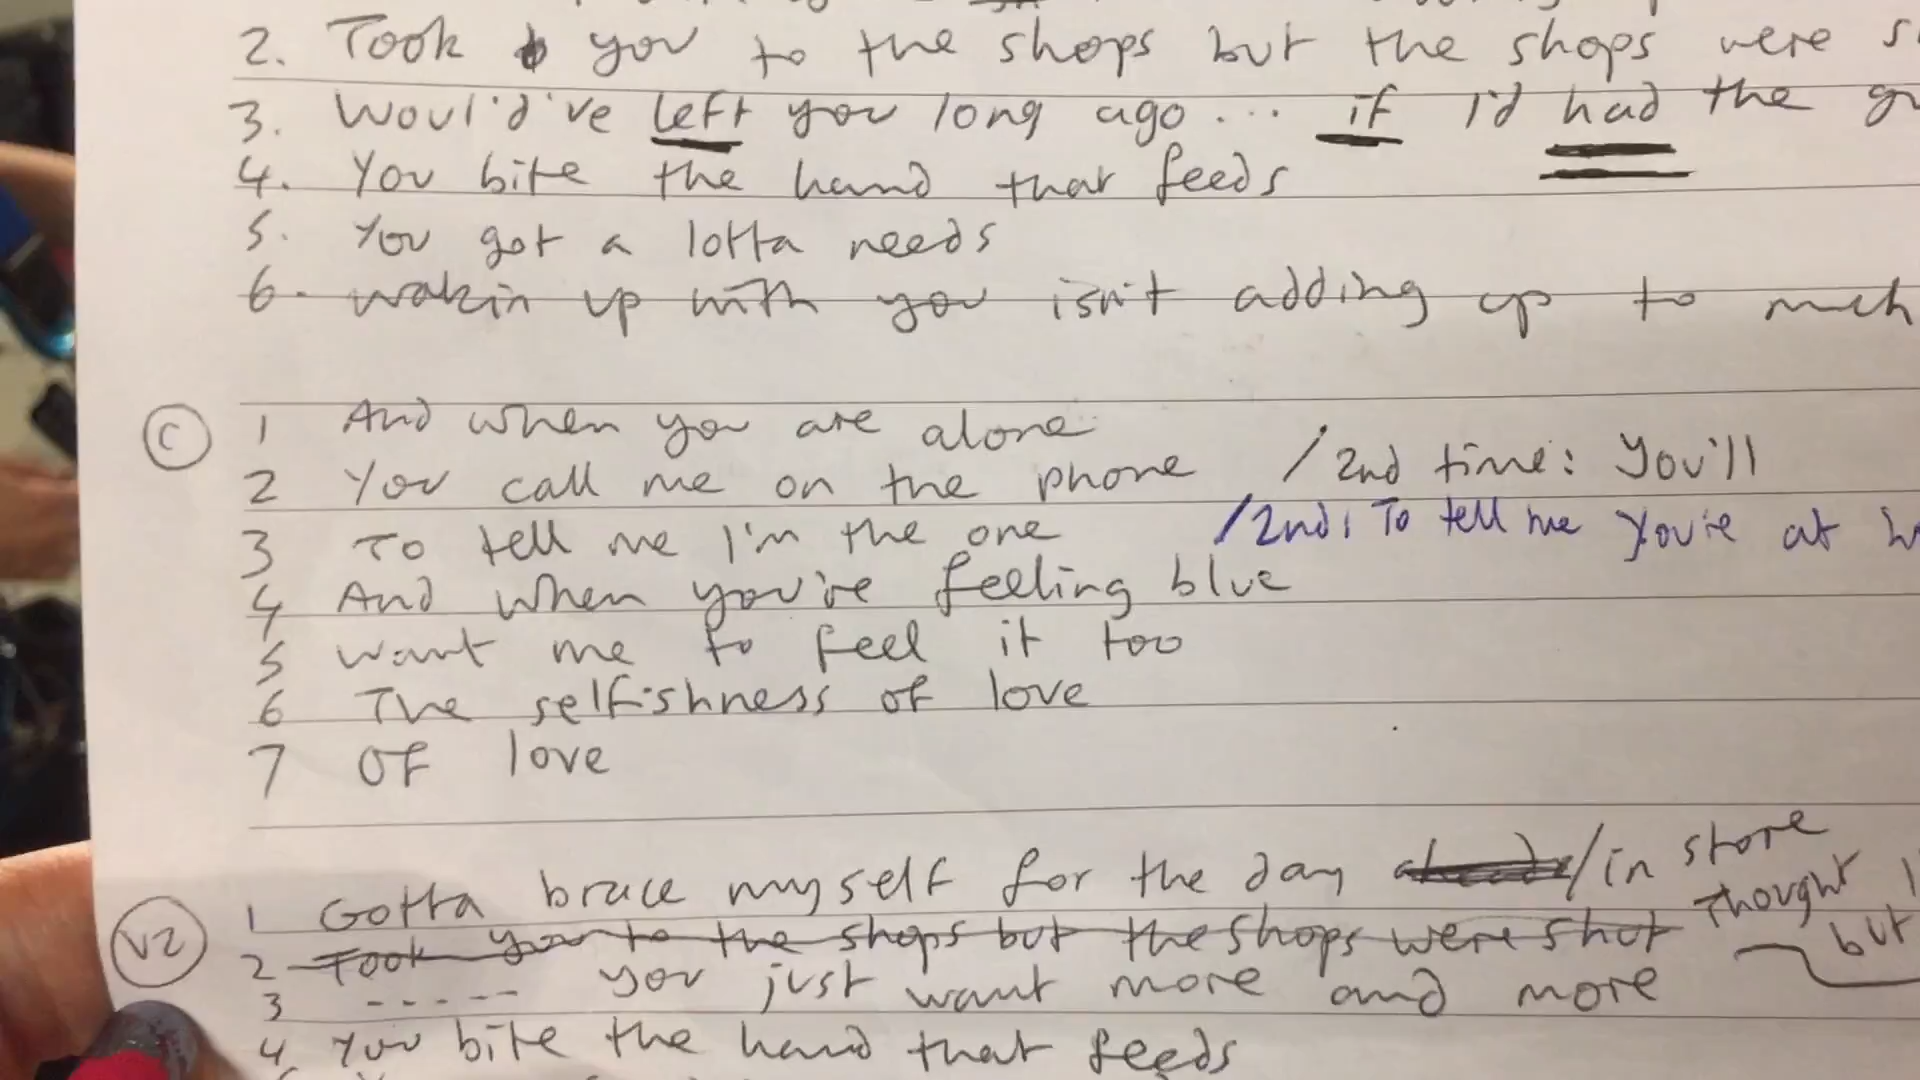 2. Took you to the shops but the shops were
3. Woul'd've left you long ago ... if I'd had the
4. You bite the hand that feeds
5. You got a lotta needs
6. wakin up with you isn't adding up to much
C
1 And when you are alone
2 You call me on the phone / 2nd time: You'll
3 To tell me I'm the one / 2nd: To tell me you're at
4 And when you're feeling blue
5 want me to feel it too
6 The selfishness of love
7 of love
V2
1 Gotta brace myself for the day /in store
2 Took you to the shops but the shops were shut thought
but
3 ------ you just want more and more
4 You bite the hand that feeds